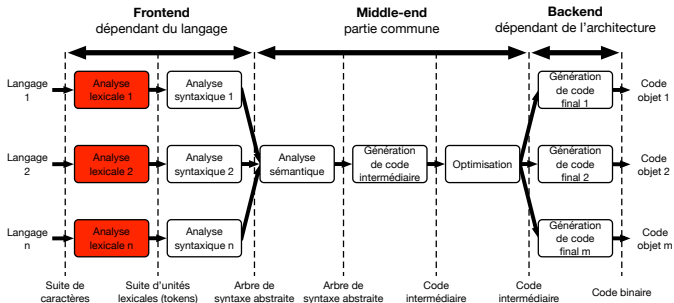 Frontend
dépendant du langage
Middle-end
partie commune
Backend
dépendant de l'architecture
Langage
1
Analyse
lexicale 1
Analyse
syntaxique 1
Génération
de code
final 1
Code
objet 1
Langage
2
Analyse
lexicale 2
Analyse
syntaxique 2
Analyse
sémantique
Génération
de code
intermédiaire
Optimisation
Génération
de code
final 2
Code
objet 2
Langage
n
Analyse
lexicale n
Analyse
syntaxique n
Génération
de code
final m
Code
objet m
Suite de
caractères
Suite d'unités
lexicales (tokens)
Arbre de
syntaxe abstraite
Arbre de
syntaxe abstraite
Code
intermédiaire
Code
intermédiaire
Code binaire